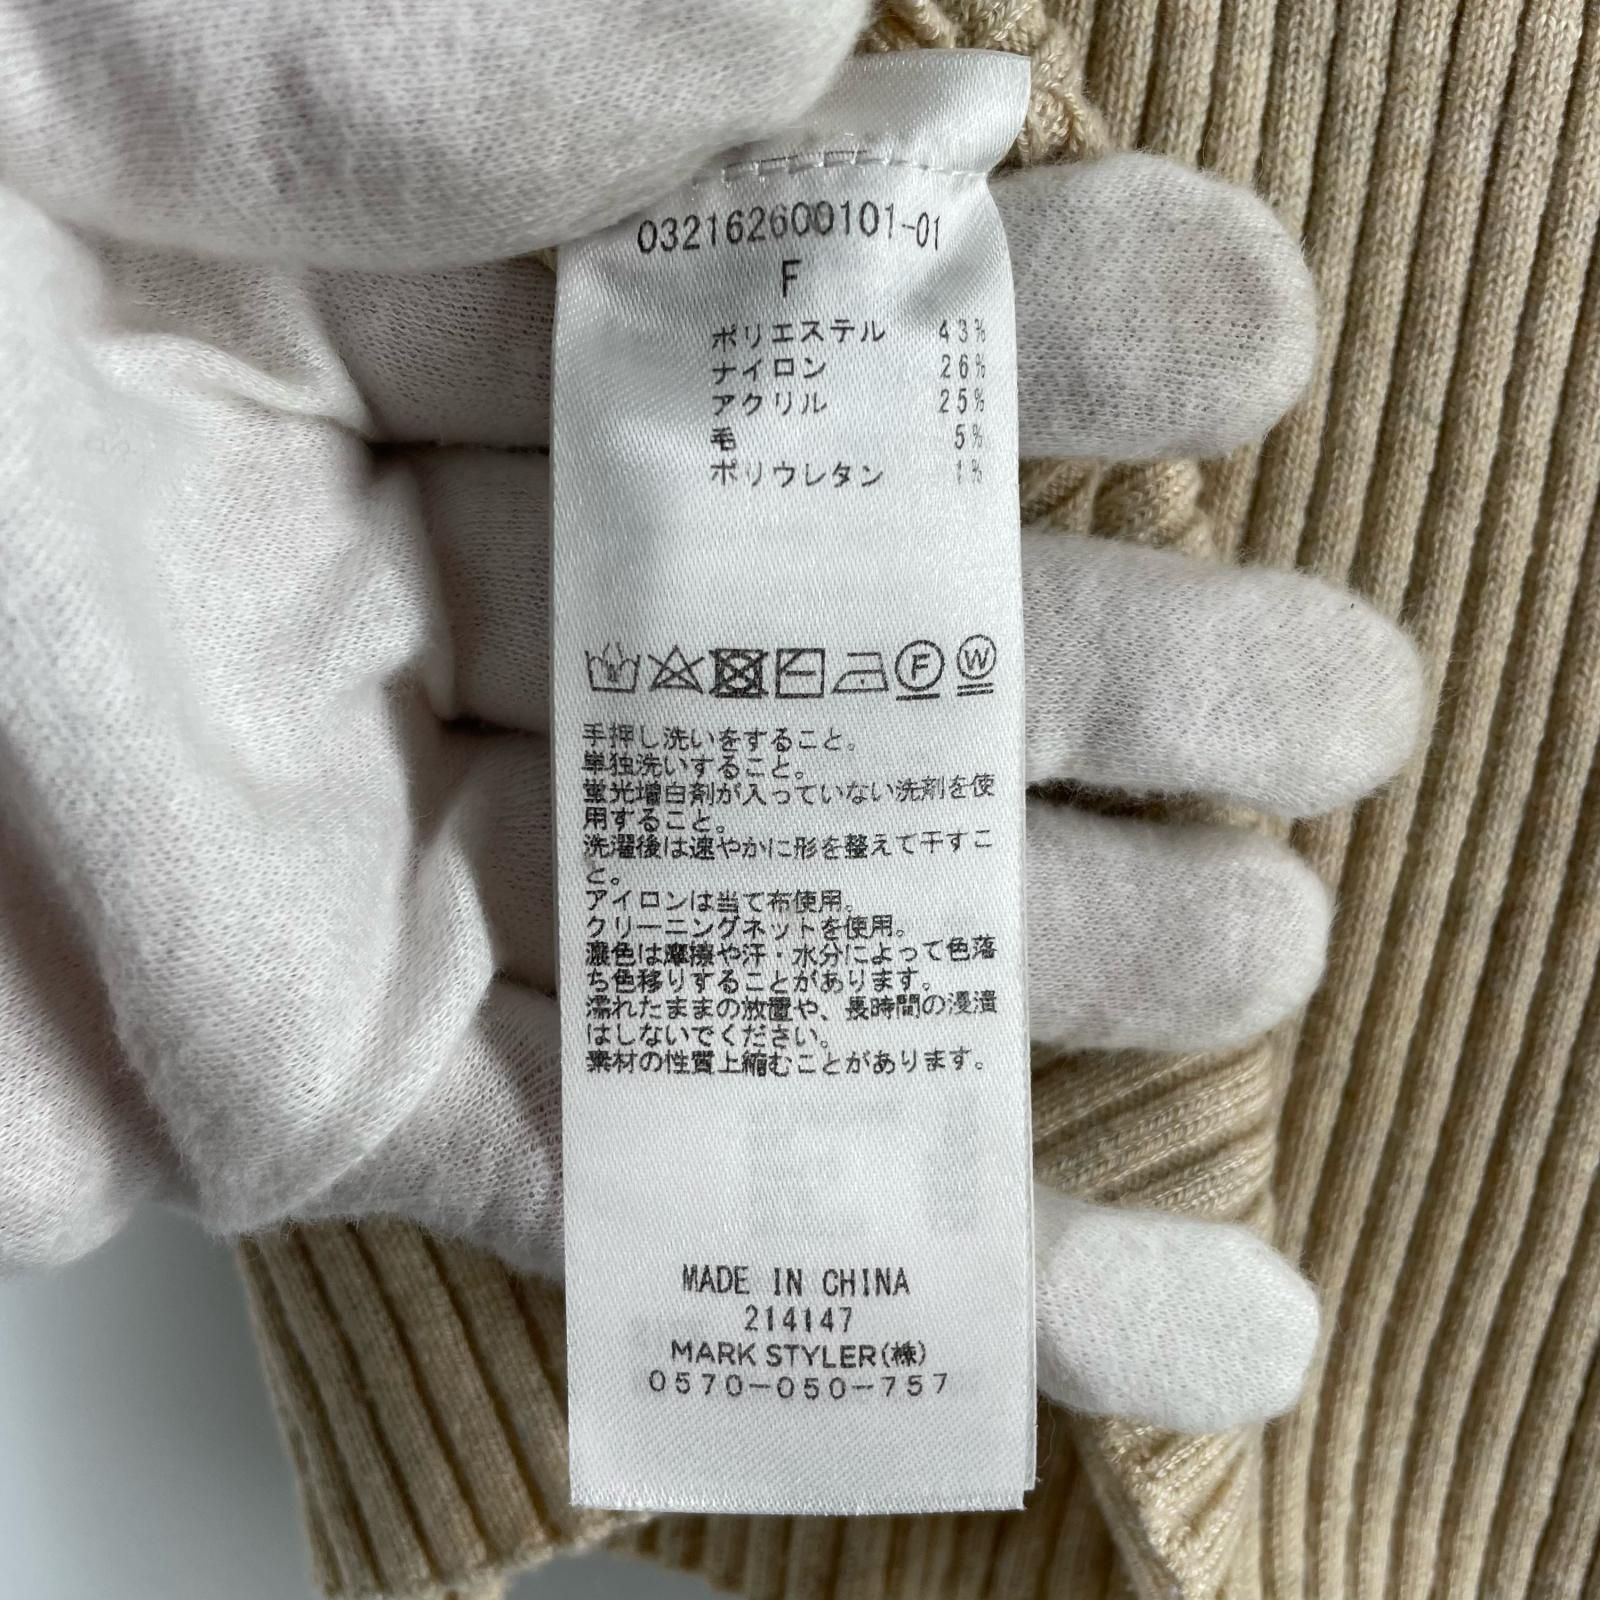 032162600101-01
F
ポリエステル 43%
ナイロン 26%
アクリル 25%
毛 5%
ポリウレタン 1%
F W
手押し洗いをすること。
単独洗いすること。
蛍光増白剤が入っていない洗剤を使
用すること。
洗濯後は速やかに形を整えて干すこ
と。
アイロンは当て布使用。
クリーニングネットを使用。
濃色は摩擦や汗・水分によって色落
ち色移りすることがあります。
濡れたままの放置や、長時間の浸漬
はしないでください。
素材の性質上縮むことがあります。
MADE IN CHINA
214147
MARK STYLER(株)
0570-050-757